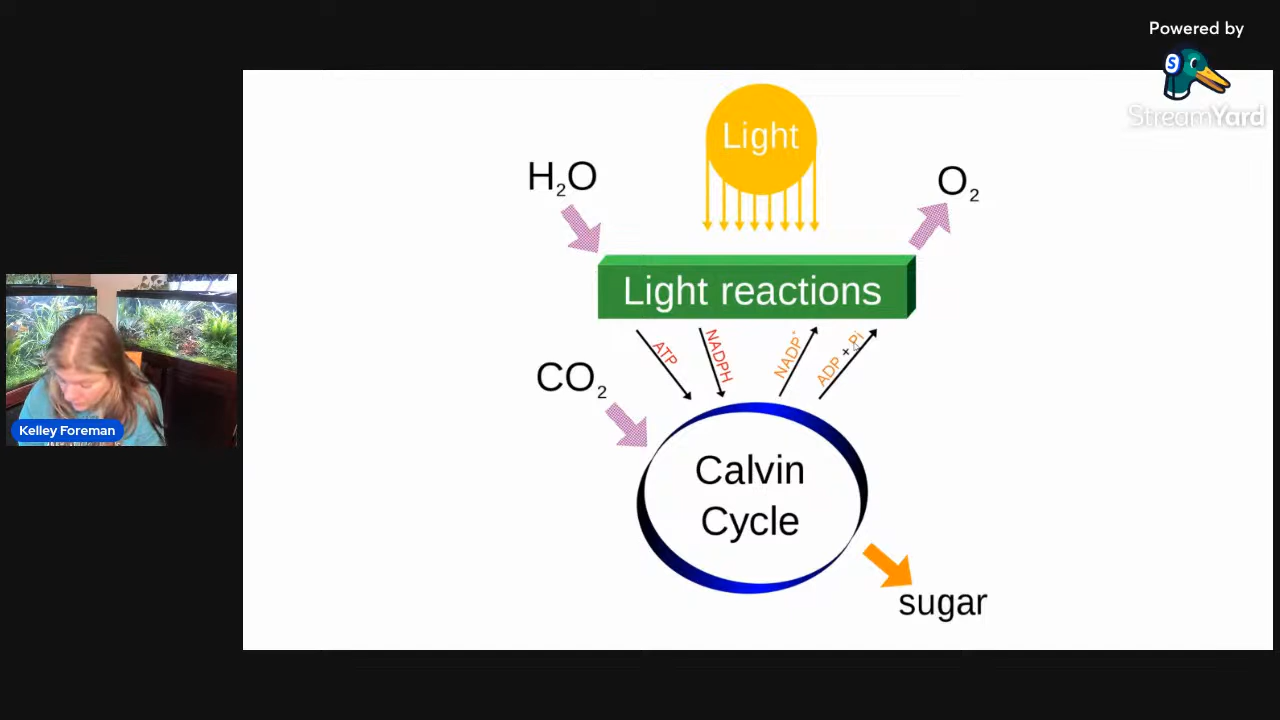 Powered by
StreamYard
Light
H₂O
O₂
Light reactions
ATP
NADPH
NADP⁺
ADP + Pi
CO₂
Calvin
Cycle
sugar
Kelley Foreman